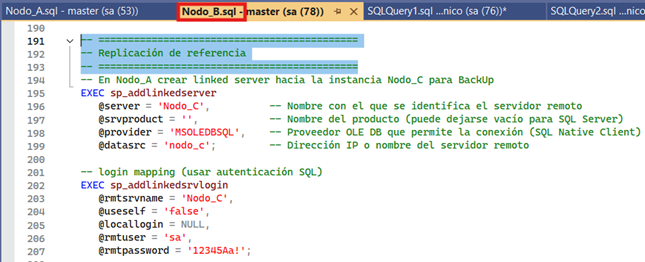 Nodo_A.sql - master (sa (53))
Nodo_B.sql - master (sa (78))
SQLQuery1.sql ...nico (sa (76))*
SQLQuery2.sql ...nico (sa
190
191 -- ============================================
192 -- Replicación de referencia
193 -- ============================================
194 -- En Nodo_A crear linked server hacia la instancia Nodo_C para BackUp
195 EXEC sp_addlinkedserver
196 @server = 'Nodo_C', -- Nombre con el que se identifica el servidor remoto
197 @srvproduct = '', -- Nombre del producto (puede dejarse vacío para SQL Server)
198 @provider = 'MSOLEDBSQL', -- Proveedor OLE DB que permite la conexión (SQL Native Client)
199 @datasrc = 'nodo_c'; -- Dirección IP o nombre del servidor remoto
200
201 -- login mapping (usar autenticación SQL)
202 EXEC sp_addlinkedsrvlogin
203 @rmtsrvname = 'Nodo_C',
204 @useself = 'false',
205 @locallogin = NULL,
206 @rmtuser = 'sa',
207 @rmtpassword = '12345Aa!';